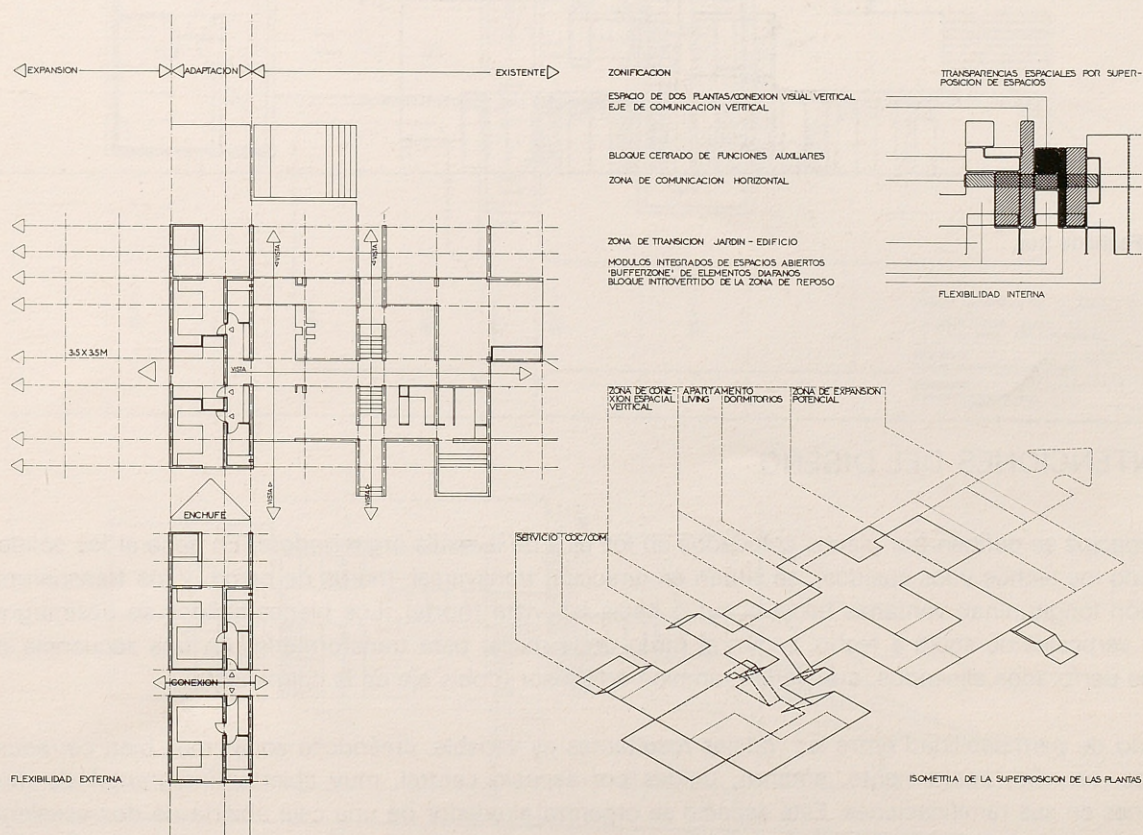 EXPANSION
ADAPTACION
EXISTENTE
VISTA
VISTA
3.5 X 3.5 M
VISTA
VISTA
VISTA
ENCHUFE
CONEXION
FLEXIBILIDAD EXTERNA
ZONIFICACION
ESPACIO DE DOS PLANTAS/CONEXION VISUAL VERTICAL
EJE DE COMUNICACION VERTICAL
BLOQUE CERRADO DE FUNCIONES AUXILIARES
ZONA DE COMUNICACION HORIZONTAL
ZONA DE TRANSICION JARDIN - EDIFICIO
MODULOS INTEGRADOS DE ESPACIOS ABIERTOS
'BUFFERZONE' DE ELEMENTOS DIAFANOS
BLOQUE INTROVERTIDO DE LA ZONA DE REPOSO
TRANSPARENCIAS ESPACIALES POR SUPER-
POSICION DE ESPACIOS
FLEXIBILIDAD INTERNA
ZONA DE CONE-
XION ESPACIAL
VERTICAL
APARTAMENTO
LIVING DORMITORIOS
ZONA DE EXPANSION
POTENCIAL
SERVICIO COC/COM
ISOMETRIA DE LA SUPERPOSICION DE LAS PLANTAS